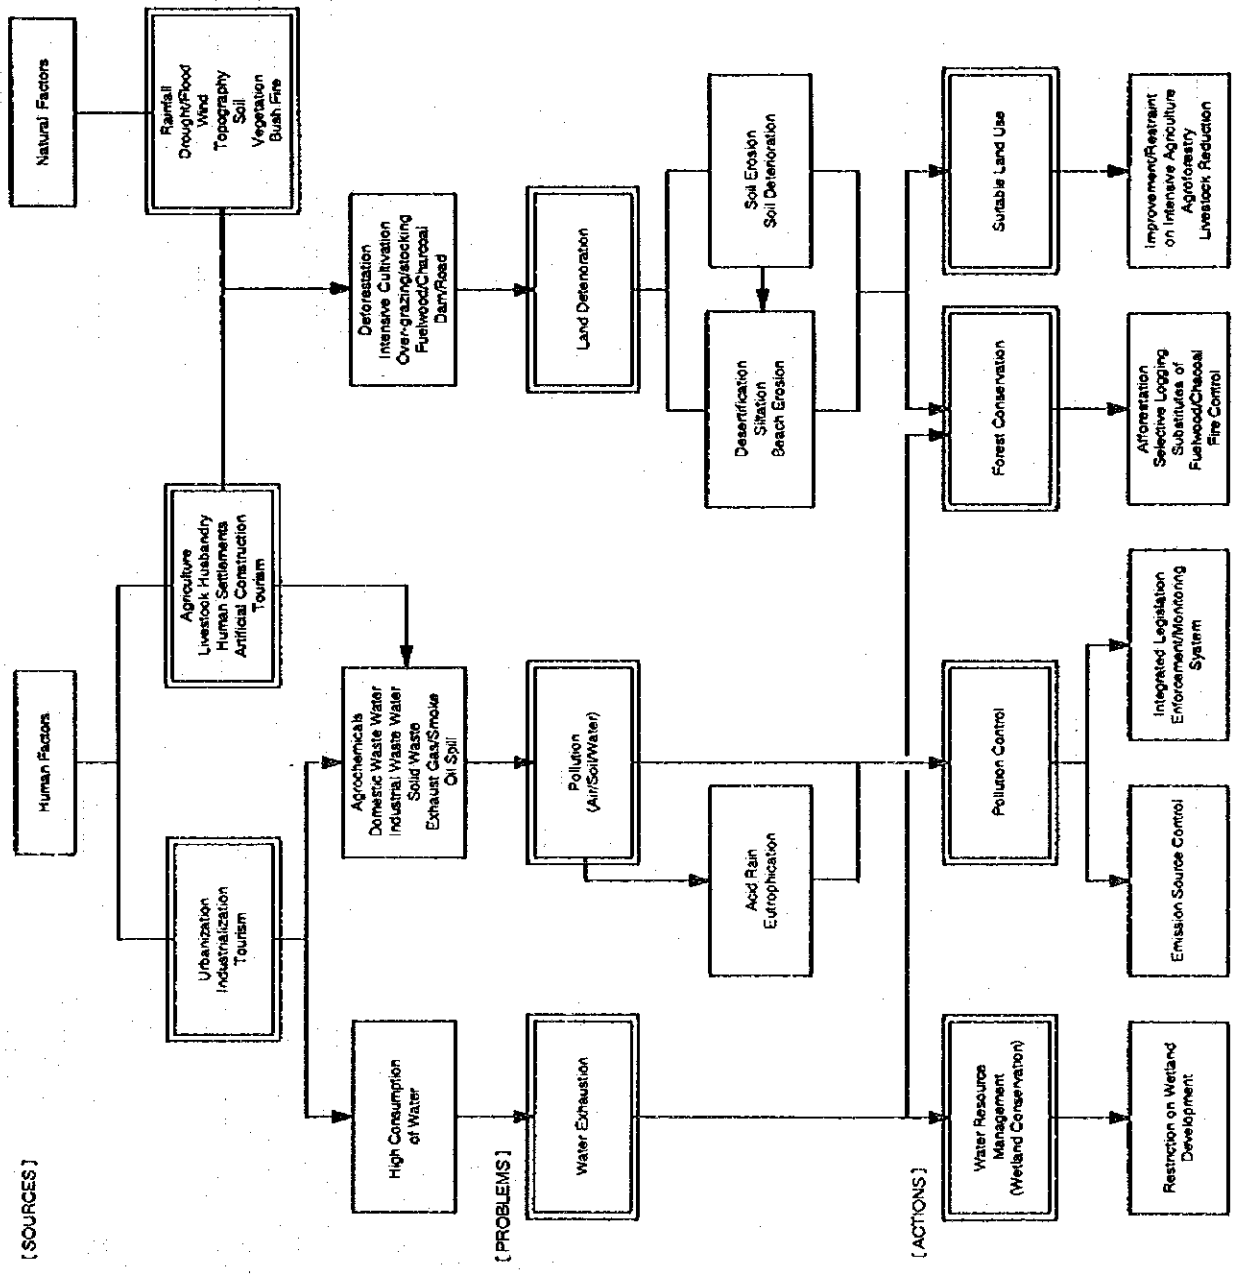 [SOURCES]
Human Factors
Natural Factors
Urbanization
Industrialization
Tourism
Agriculture
Livestock Husbandry
Human Settlements
Artificial Construction
Tourism
Rainfall
Drought/Flood
Wind
Topography
Soil
Vegetation
Bush Fire
High Consumption
of Water
Agrochemicals
Domestic Waste Water
Industrial Waste Water
Solid Waste
Exhaust Gas/Smoke
Oil Spill
Deforestation
Intensive Cultivation
Over-grazing/stocking
Fuelwood/Charcoal
Dam/Road
[PROBLEMS]
Water Exhaustion
Pollution
(Air/Soil/Water)
Land Deterioration
Acid Rain
Eutrophication
Desertification
Siltation
Beach Erosion
Soil Erosion
Soil Deterioration
[ACTIONS]
Water Resource
Management
(Wetland Conservation)
Pollution Control
Forest Conservation
Suitable Land Use
Restriction on Wetland
Development
Emission Source Control
Integrated Legislation
Enforcement/Monitoring
System
Afforestation
Selective Logging
Substitutes of
Fuelwood/Chacoal
Fire Control
Improvement/Restraint
on Intensive Agriculture
Agroforestry
Livestock Reduction